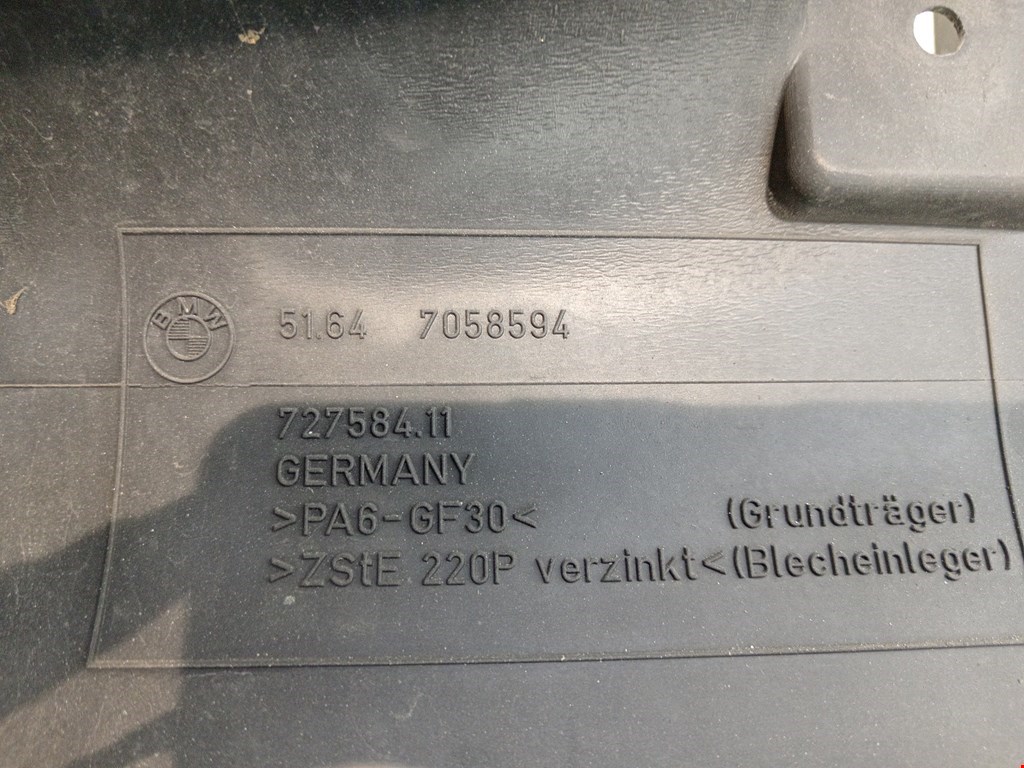 BMW
51.64 7058594
727584.11
GERMANY
>PA6-GF30< (Grundträger)
>ZStE 220P verzinkt< (Blecheinleger)